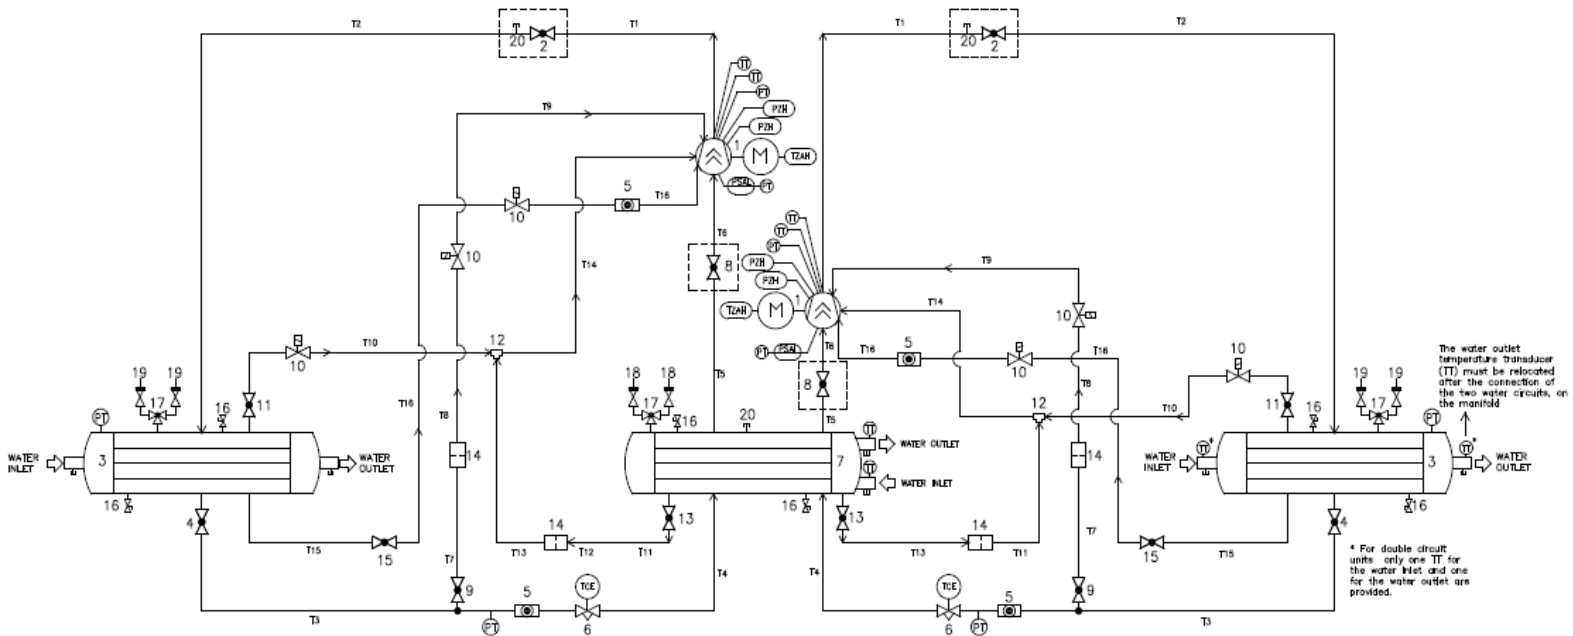 T2
T1
T1
T2
20
2
20
2
TT
TT
PT
T9
PZH
PZH
1
M
TZAH
5
PSAL
PT
T16
10
TT
TT
T6
PT
10
T14
8
PZH
T9
PZH
T14
TZAH
M
1
10
12
T6
5
T16
T10
10
PT
PSAL
T16
10
10
The water outlet
temperature transducer
(TT) must be relocated
after the connection of
the two water circuits, on
the manifold
19
19
18
18
T5
8
T8
19
19
T16
T8
17
16
11
17
16
20
T5
12
T10
11
16
17
PT
PT
TT
WATER OUTLET
TT*
TT*
WATER
INLET
3
WATER
OUTLET
14
7
TT
WATER INLET
14
WATER
INLET
3
WATER
OUTLET
16
4
16
16
4
13
13
14
14
T7
T15
15
T7
T13
T12
T11
T13
T11
15
T15
* For double circuit
units only one TT for
the water inlet and one
for the water outlet are
provided.
9
TCE
T4
T4
TCE
9
5
5
T3
PT
6
6
PT
T3